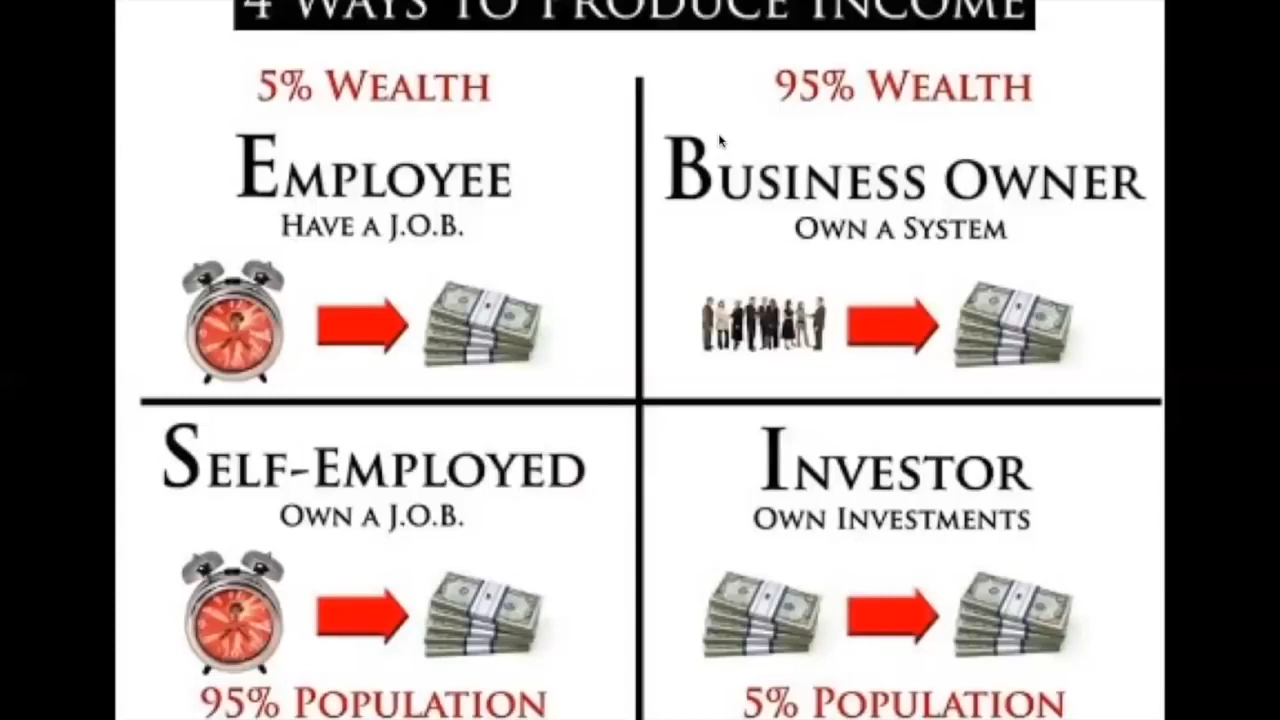 4 WAYS TO PRODUCE INCOME
5% WEALTH
95% WEALTH
EMPLOYEE
HAVE A J.O.B.
BUSINESS OWNER
OWN A SYSTEM
SELF-EMPLOYED
OWN A J.O.B.
INVESTOR
OWN INVESTMENTS
95% POPULATION
5% POPULATION